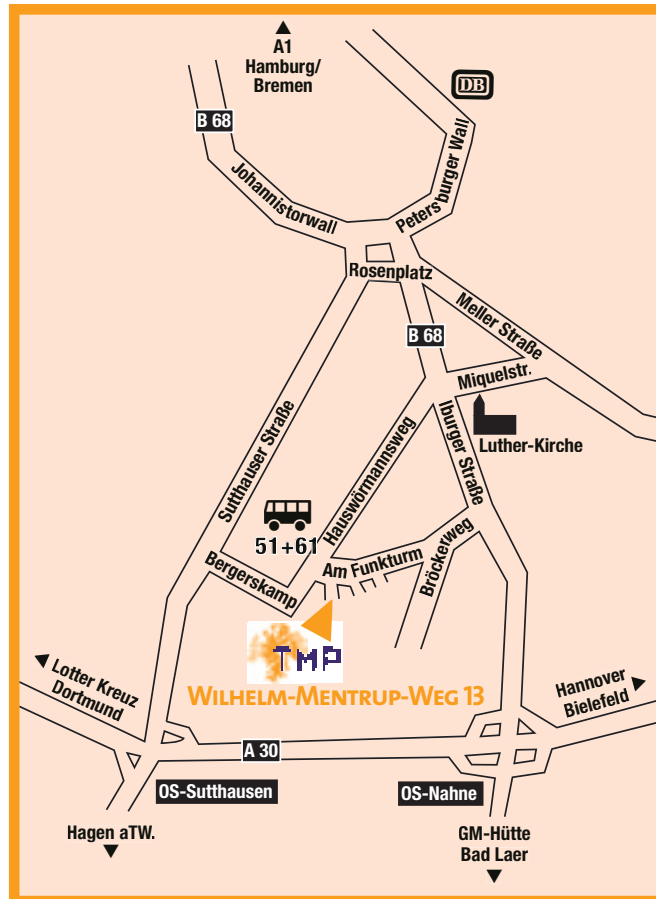 A1
Hamburg/
Bremen
DB
B 68
Johannistorwall
Petersburger Wall
Rosenplatz
Meller Straße
B 68
Miquelstr.
Luther-Kirche
Iburger Straße
Sutthauser Straße
Hauswörmannsweg
51+61
Am Funkturm
Bröckerweg
Bergerskamp
TMP
WILHELM-MENTRUP-WEG 13
Lotter Kreuz
Dortmund
Hannover
Bielefeld
A 30
OS-Sutthausen
OS-Nahne
Hagen aTW.
GM-Hütte
Bad Laer